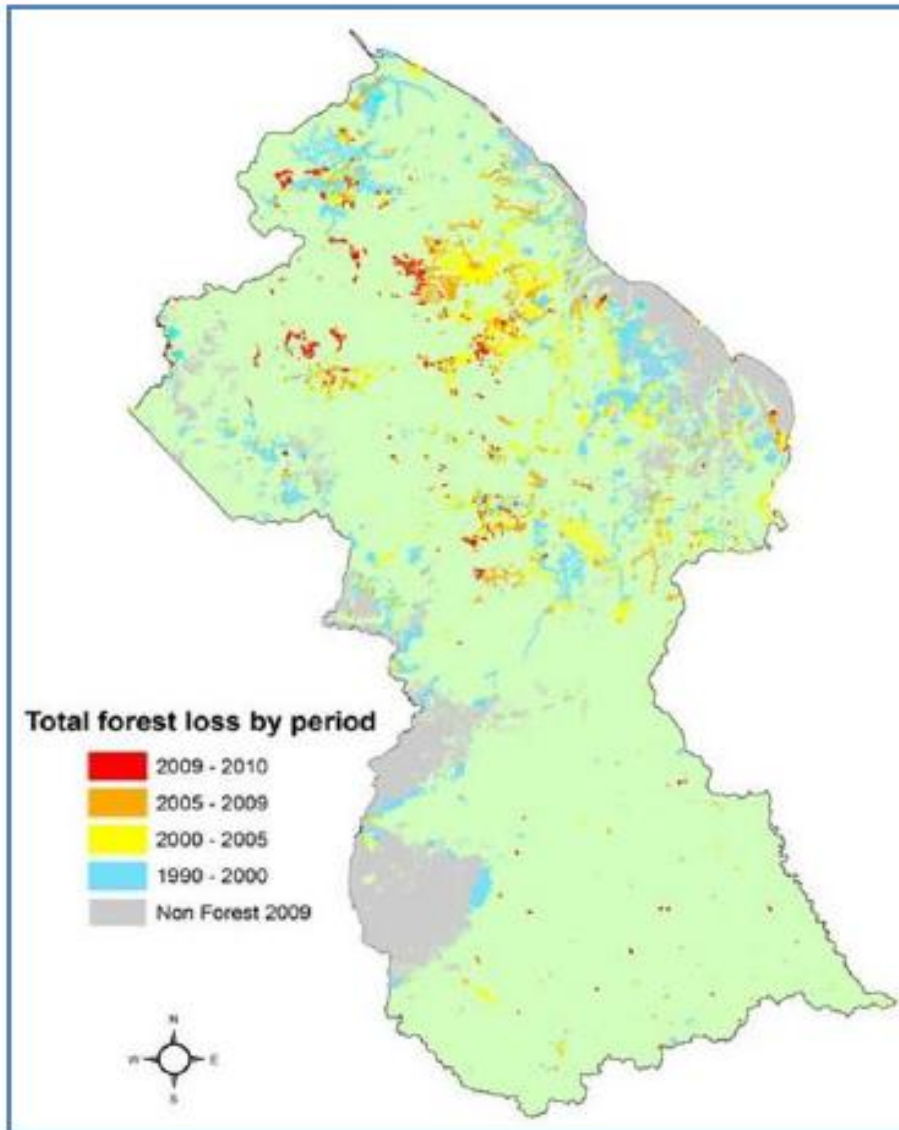 Total forest loss by period
2009 - 2010
2005 - 2009
2000 - 2005
1990 - 2000
Non Forest 2009
N
W E
S